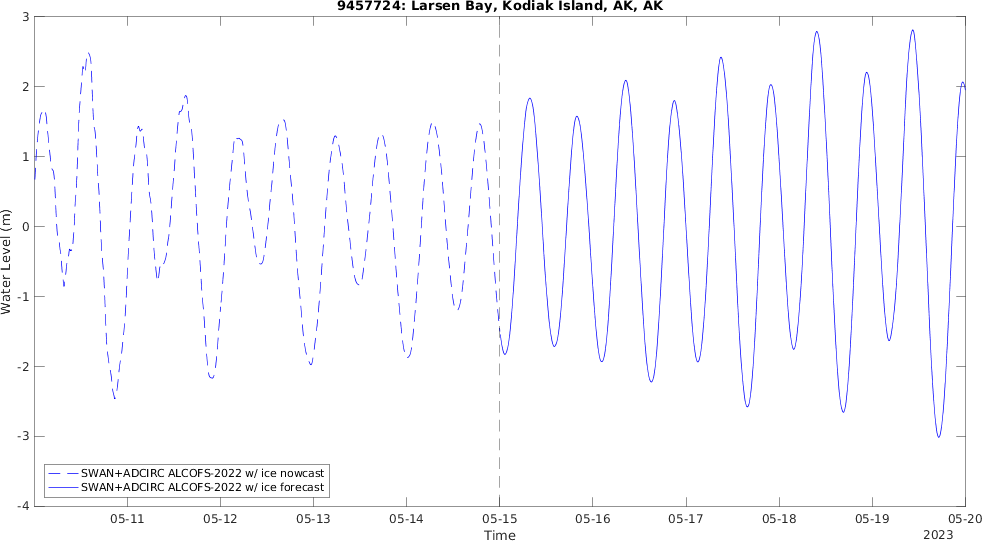 9457724: Larsen Bay, Kodiak Island, AK, AK
3
2
1
0
-1
-2
-3
-4
Water Level (m)
SWAN+ADCIRC ALCOFS-2022 w/ ice nowcast
SWAN+ADCIRC ALCOFS-2022 w/ ice forecast
05-11 05-12 05-13 05-14 05-15 05-16 05-17 05-18 05-19 05-20
Time
2023